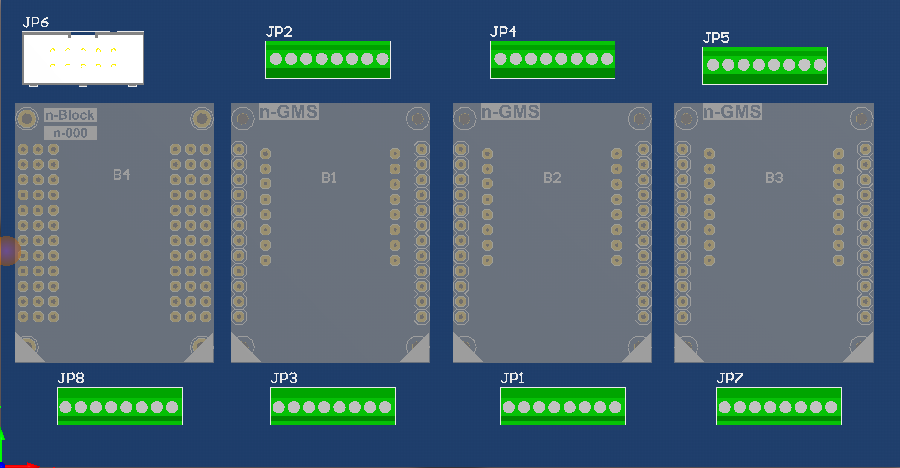 JP6
JP2
JP4
JP5
n-Block
n-000
n-GMS
n-GMS
n-GMS
B4
B1
B2
B3
JP8
JP3
JP1
JP7